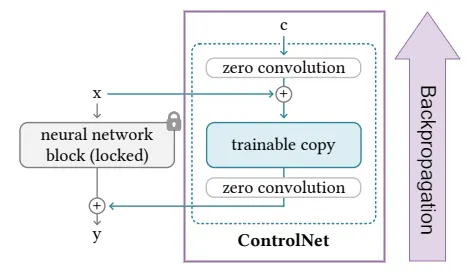 c
zero convolution
+
x
neural network
block (locked)
trainable copy
zero convolution
+
y
ControlNet
Backpropagation